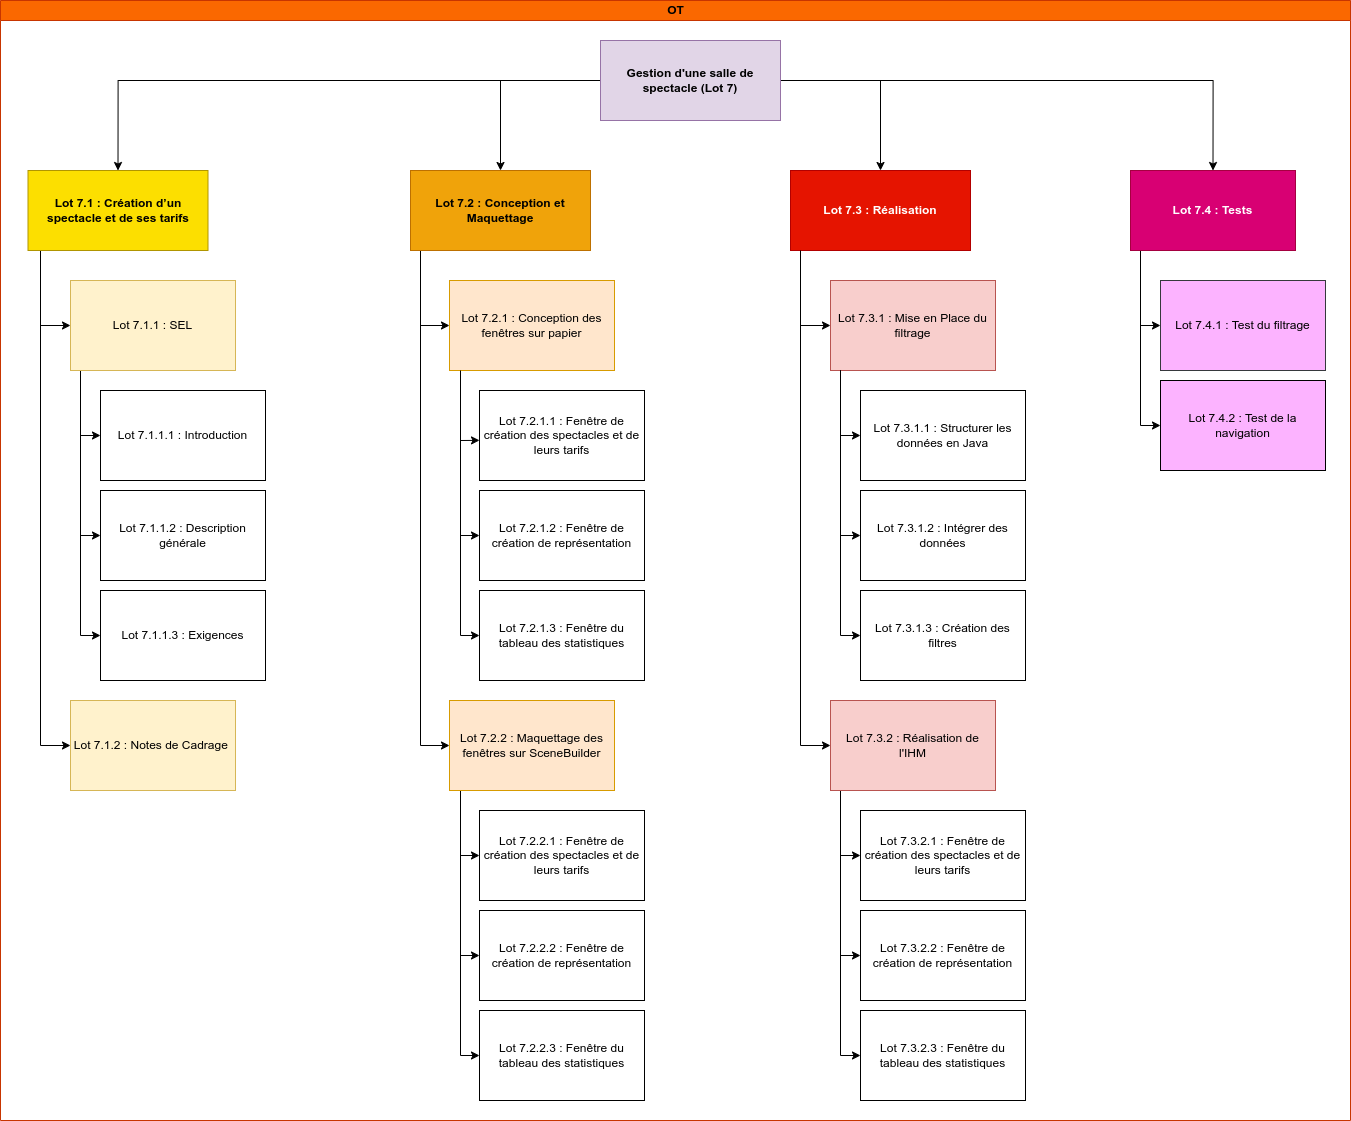 OT
Gestion d'une salle de
spectacle (Lot 7)
Lot 7.1 : Création d'un
spectacle et de ses tarifs
Lot 7.1.1 : SEL
Lot 7.1.1.1 : Introduction
Lot 7.1.1.2 : Description
générale
Lot 7.1.1.3 : Exigences
Lot 7.1.2 : Notes de Cadrage
Lot 7.2 : Conception et
Maquettage
Lot 7.2.1 : Conception des
fenêtres sur papier
Lot 7.2.1.1 : Fenêtre de
création des spectacles et de
leurs tarifs
Lot 7.2.1.2 : Fenêtre de
création de représentation
Lot 7.2.1.3 : Fenêtre du
tableau des statistiques
Lot 7.2.2 : Maquettage des
fenêtres sur SceneBuilder
Lot 7.2.2.1 : Fenêtre de
création des spectacles et de
leurs tarifs
Lot 7.2.2.2 : Fenêtre de
création de représentation
Lot 7.2.2.3 : Fenêtre du
tableau des statistiques
Lot 7.3 : Réalisation
Lot 7.3.1 : Mise en Place du
filtrage
Lot 7.3.1.1 : Structurer les
données en Java
Lot 7.3.1.2 : Intégrer des
données
Lot 7.3.1.3 : Création des
filtres
Lot 7.3.2 : Réalisation de
l'IHM
Lot 7.3.2.1 : Fenêtre de
création des spectacles et de
leurs tarifs
Lot 7.3.2.2 : Fenêtre de
création de représentation
Lot 7.3.2.3 : Fenêtre du
tableau des statistiques
Lot 7.4 : Tests
Lot 7.4.1 : Test du filtrage
Lot 7.4.2 : Test de la
navigation